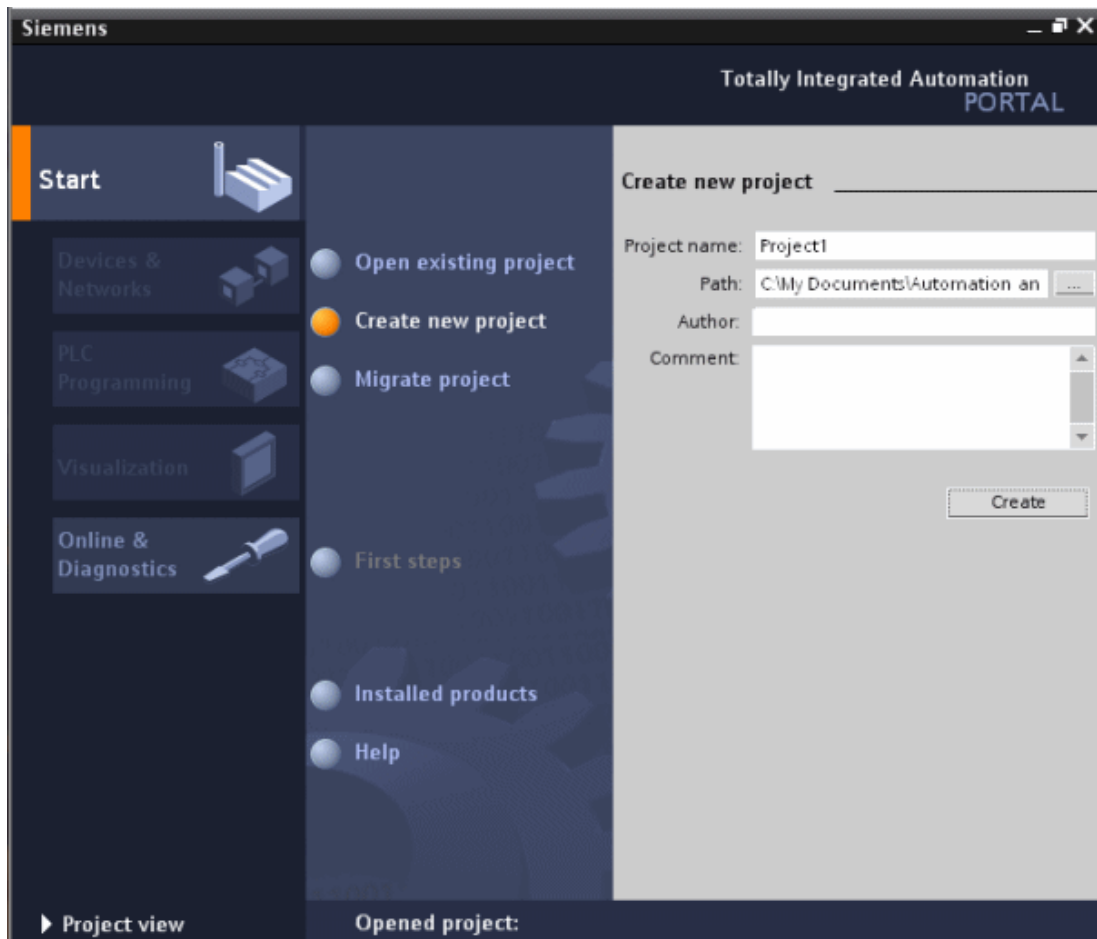 Siemens
Totally Integrated Automation
PORTAL
Start
Devices &
Networks
PLC
Programming
Visualization
Online &
Diagnostics
Open existing project
Create new project
Migrate project
First steps
Installed products
Help
Create new project
Project name: Project1
Path: C:\My Documents\Automation an ...
Author:
Comment:
Create
Project view
Opened project: